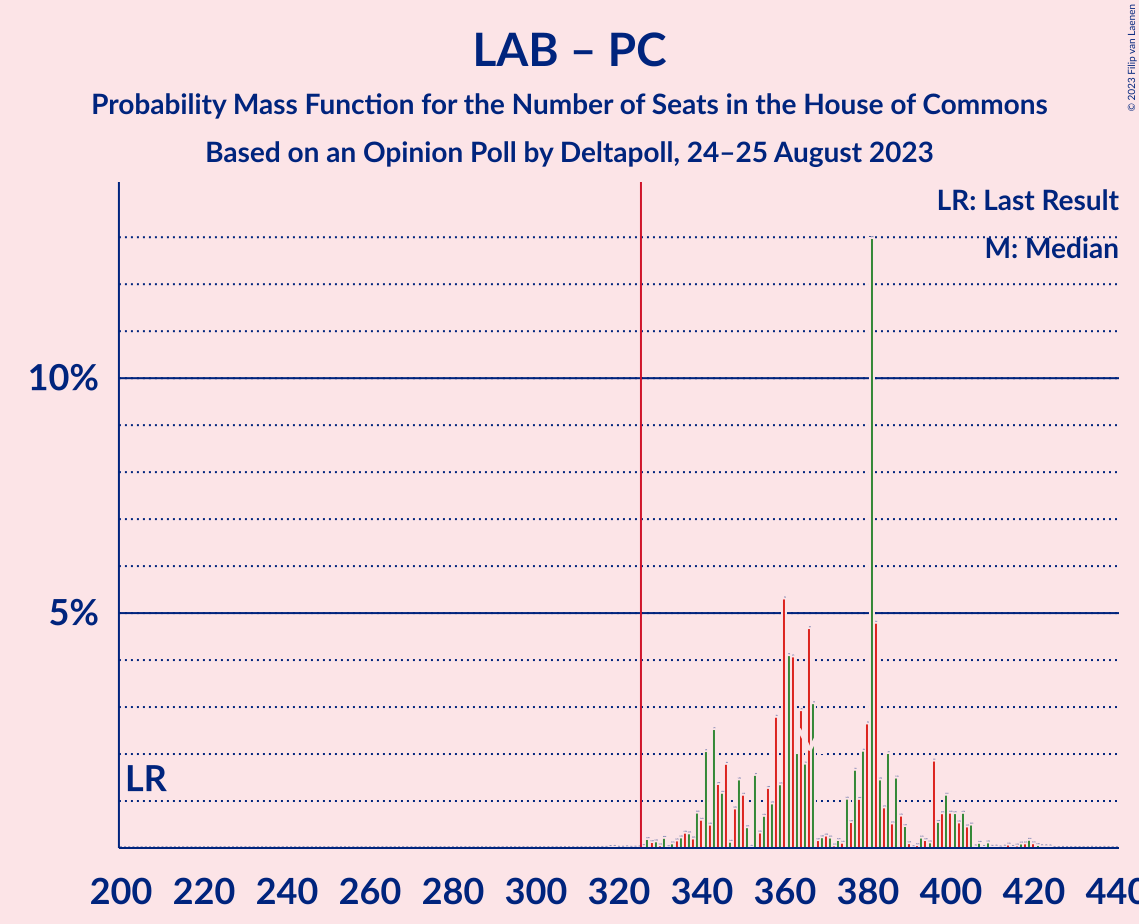 LAB – PC
Probability Mass Function for the Number of Seats in the House of Commons
Based on an Opinion Poll by Deltapoll, 24–25 August 2023
© 2023 Filip van Laenen
LR: Last Result
M: Median
10%
5%
LR
200 220 240 260 280 300 320 340 360 380 400 420 440